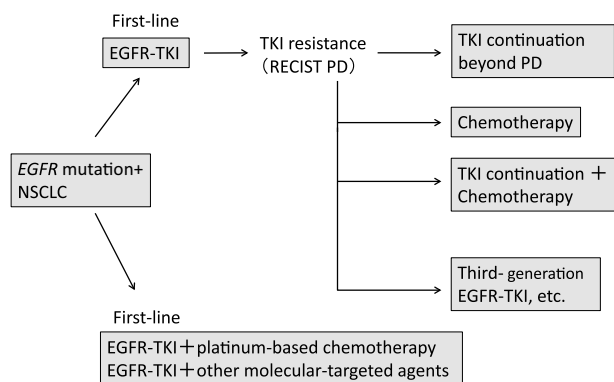 First-line
EGFR-TKI
TKI resistance
(RECIST PD)
TKI continuation
beyond PD
Chemotherapy
TKI continuation +
Chemotherapy
Third- generation
EGFR-TKI, etc.
EGFR mutation+
NSCLC
First-line
EGFR-TKI+platinum-based chemotherapy
EGFR-TKI+other molecular-targeted agents